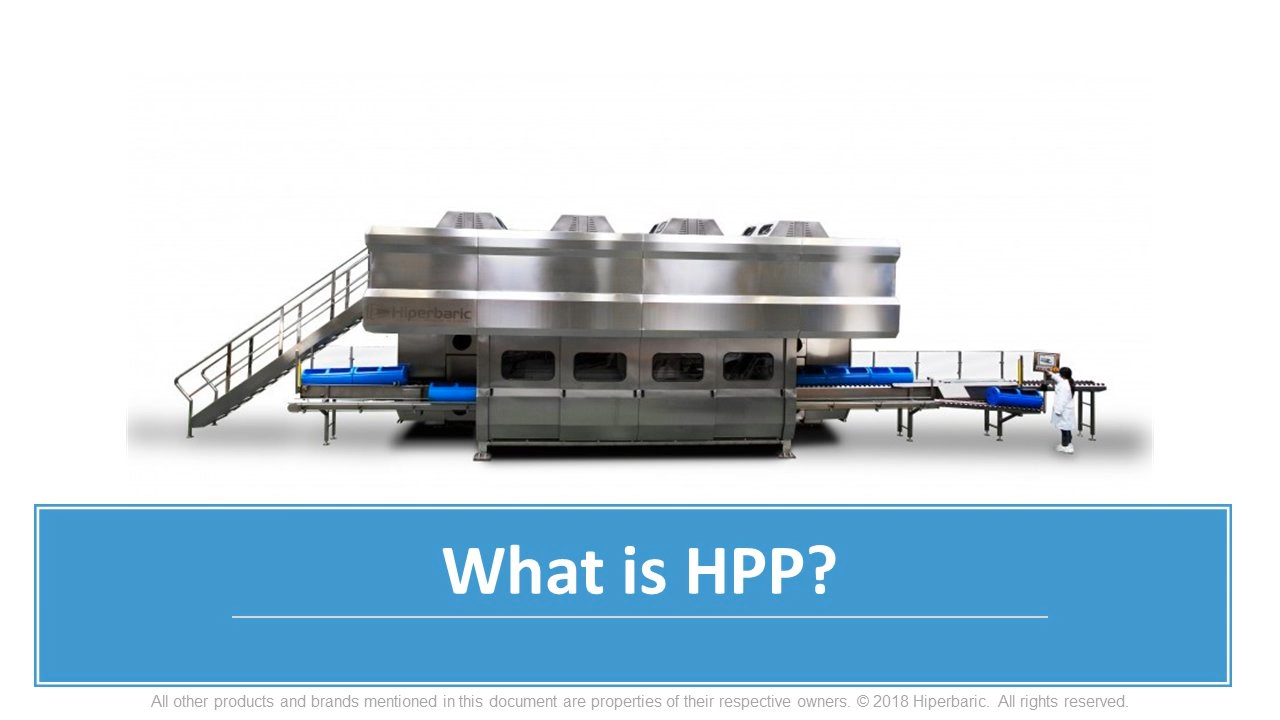 Hiperbaric
What is HPP?
All other products and brands mentioned in this document are properties of their respective owners. © 2018 Hiperbaric. All rights reserved.